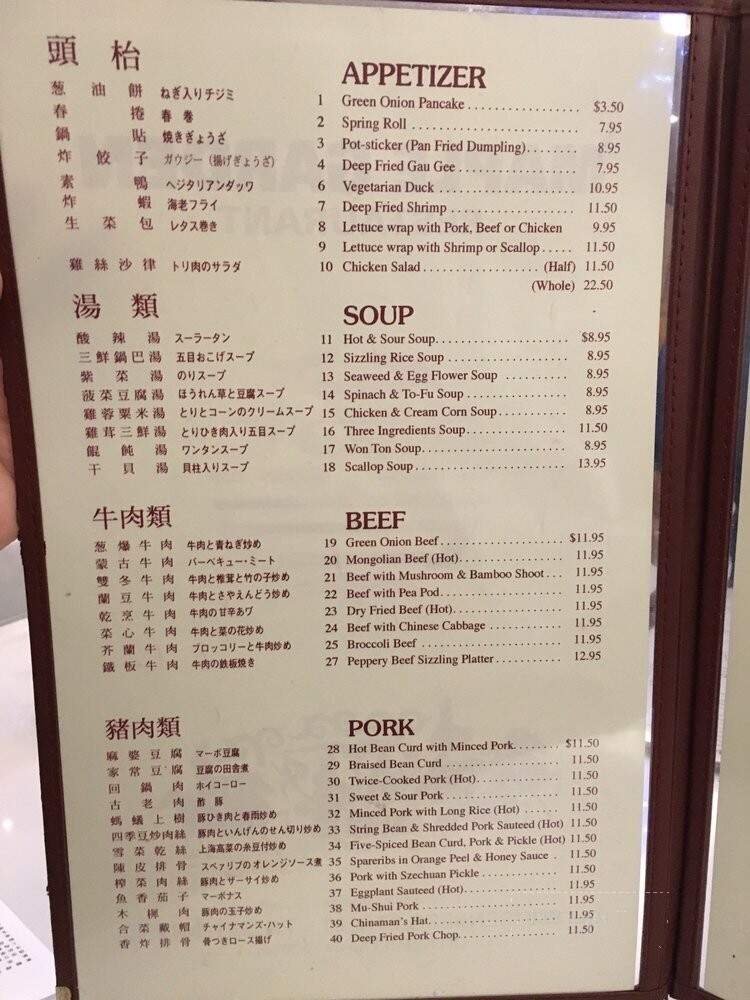 頭枱 APPETIZER
葱油餅 ねぎ入りチジミ 1 Green Onion Pancake $3.50
春捲 春巻 2 Spring Roll 7.95
鍋貼 焼きぎょうざ 3 Pot-sticker (Pan Fried Dumpling) 8.95
炸餃子 ガウジー(揚げぎょうざ) 4 Deep Fried Gau Gee 7.95
素鴨 ヘジタリアンダッワ 6 Vegetarian Duck 10.95
炸蝦 海老フライ 7 Deep Fried Shrimp 11.50
生菜包 レタス巻き 8 Lettuce wrap with Pork, Beef or Chicken 9.95
9 Lettuce wrap with Shrimp or Scallop 11.50
雞絲沙律 トリ肉のサラダ 10 Chicken Salad (Half) 11.50
(Whole) 22.50
湯類 SOUP
酸辣湯 スーラータン 11 Hot & Sour Soup $8.95
三鮮鍋巴湯 五目おこげスープ 12 Sizzling Rice Soup 8.95
紫菜湯 のりスープ 13 Seaweed & Egg Flower Soup 8.95
菠菜豆腐湯 ほうれん草と豆腐スープ 14 Spinach & To-Fu Soup 8.95
雞蓉粟米湯 とりとコーンのクリームスープ 15 Chicken & Cream Corn Soup 8.95
雞茸三鮮湯 とりひき肉入り五目スープ 16 Three Ingredients Soup 11.50
餛飩湯 ワンタンスープ 17 Won Ton Soup 8.95
干貝湯 貝柱入りスープ 18 Scallop Soup 13.95
牛肉類 BEEF
葱爆牛肉 牛肉と青ねぎ炒め 19 Green Onion Beef $11.95
蒙古牛肉 バーベキュー・ミート 20 Mongolian Beef (Hot) 11.95
雙冬牛肉 牛肉と椎茸と竹の子炒め 21 Beef with Mushroom & Bamboo Shoot 11.95
蘭豆牛肉 牛肉とさやえんどう炒め 22 Beef with Pea Pod 11.95
乾烹牛肉 牛肉の甘辛あワ 23 Dry Fried Beef (Hot) 11.95
菜心牛肉 牛肉と菜の花炒め 24 Beef with Chinese Cabbage 11.95
芥蘭牛肉 ブロッコリーと牛肉炒め 25 Broccoli Beef 11.95
鐵板牛肉 牛肉の鉄板焼き 27 Peppery Beef Sizzling Platter 12.95
豬肉類 PORK
麻婆豆腐 マーボ豆腐 28 Hot Bean Curd with Minced Pork $11.50
家常豆腐 豆腐の田舎煮 29 Braised Bean Curd 11.50
回鍋肉 ホイコーロー 30 Twice-Cooked Pork (Hot) 11.50
古老肉 酢豚 31 Sweet & Sour Pork 11.50
螞蟻上樹 豚ひき肉と春雨炒め 32 Minced Pork with Long Rice (Hot) 11.50
四季豆炒肉絲 豚肉といんげんのせん切り炒め 33 String Bean & Shredded Pork Sauteed (Hot) 11.50
雪菜乾絲 上海高菜の糸豆付炒め 34 Five-Spiced Bean Curd, Pork & Pickle (Hot) 11.50
陳皮排骨 スペアリブのオレンジソース煮 35 Spareribs in Orange Peel & Honey Sauce 11.50
榨菜肉絲 豚肉とザーサイ炒め 36 Pork with Szechuan Pickle 11.50
魚香茄子 マーボナス 37 Eggplant Sauteed (Hot) 11.95
木樨肉 豚肉の玉子炒め 38 Mu-Shui Pork 11.95
合菜戴帽 チャイナマンズ・ハット 39 Chinaman's Hat 11.95
香炸排骨 骨つきロース揚げ 40 Deep Fried Pork Chop 11.50